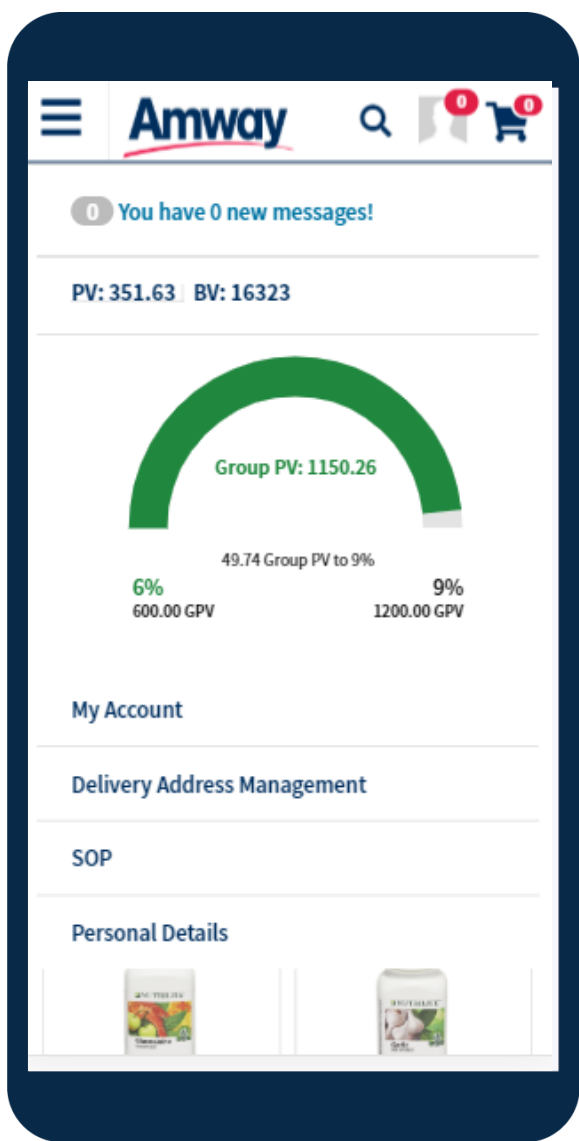 Amway
0
0
0 You have 0 new messages!
PV: 351.63 BV: 16323
Group PV: 1150.26
49.74 Group PV to 9%
6% 9%
600.00 GPV 1200.00 GPV
My Account
Delivery Address Management
SOP
Personal Details
NUTRILITE NUTRILITE
Garlic